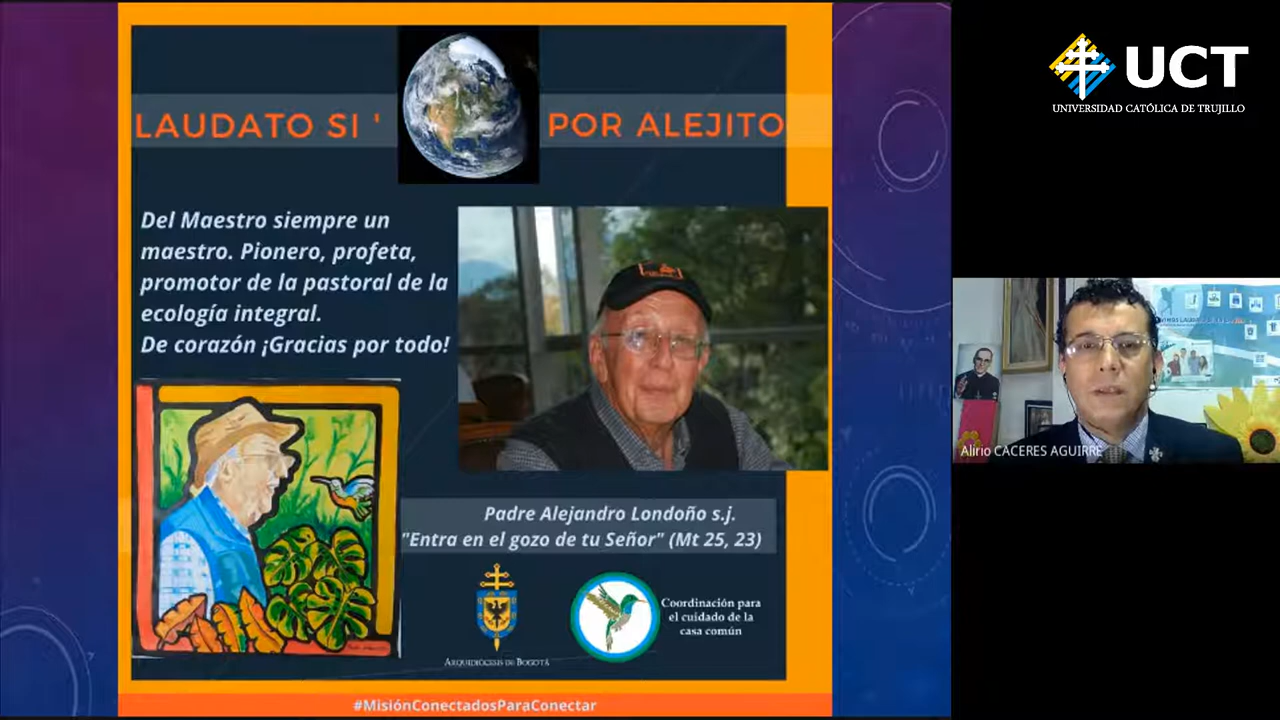 LAUDATO SI ' POR ALEJITO
Del Maestro siempre un
maestro. Pionero, profeta,
promotor de la pastoral de la
ecología integral.
De corazón ¡Gracias por todo!
Padre Alejandro Londoño s.j.
"Entra en el gozo de tu Señor" (Mt 25, 23)
ARQUIDIÓCESIS DE BOGOTÁ
Coordinación para
el cuidado de la
casa común
#MisiónConectadosParaConectar
UCT
UNIVERSIDAD CATÓLICA DE TRUJILLO
Alirio CACERES AGUIRRE